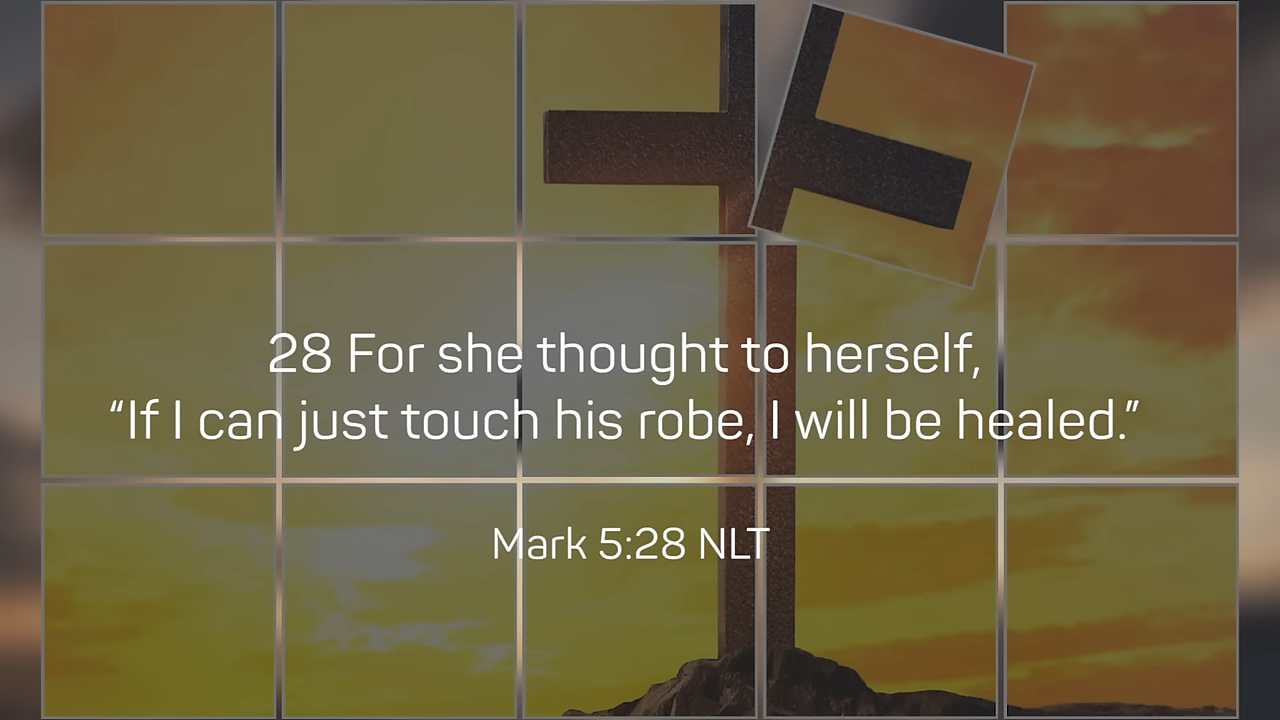 28 For she thought to herself,
“If I can just touch his robe, I will be healed.”
Mark 5:28 NLT